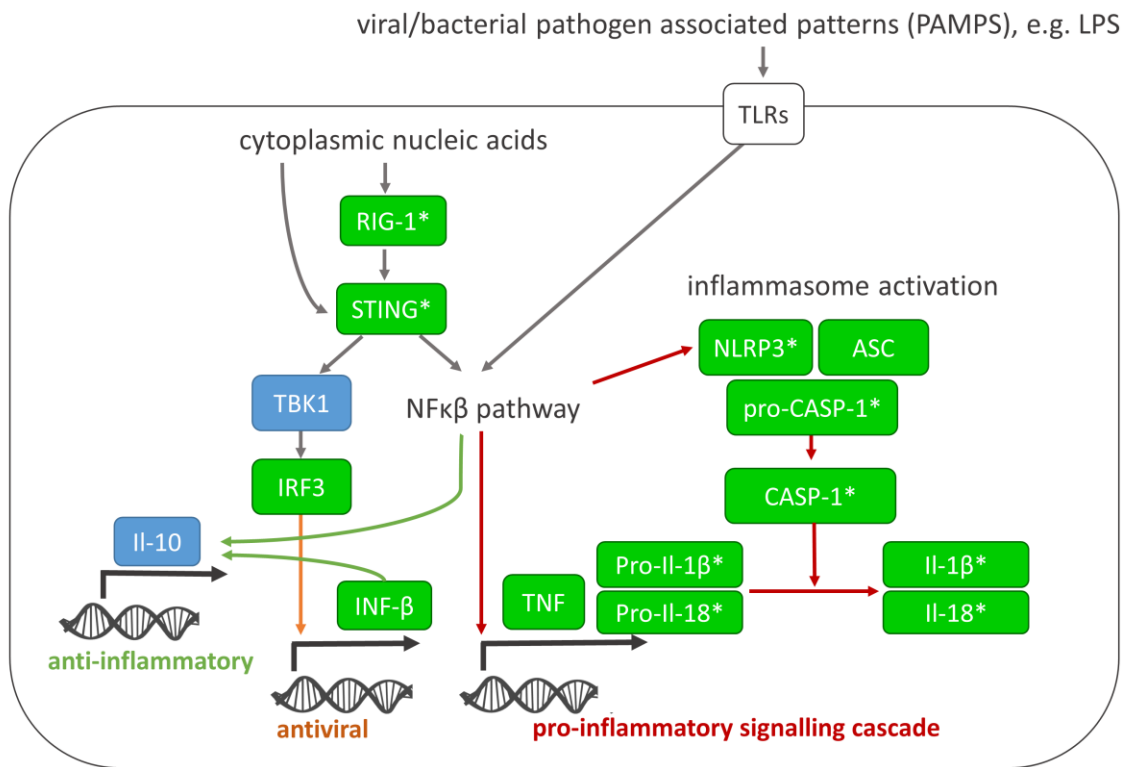 viral/bacterial pathogen associated patterns (PAMPS), e.g. LPS
TLRs
cytoplasmic nucleic acids
RIG-1*
STING*
inflammasome activation
NLRP3*
ASC
TBK1
NFκβ pathway
pro-CASP-1*
IRF3
CASP-1*
Il-10
Pro-Il-1β*
Il-1β*
INF-β
TNF
Pro-Il-18*
Il-18*
anti-inflammatory
antiviral
pro-inflammatory signalling cascade